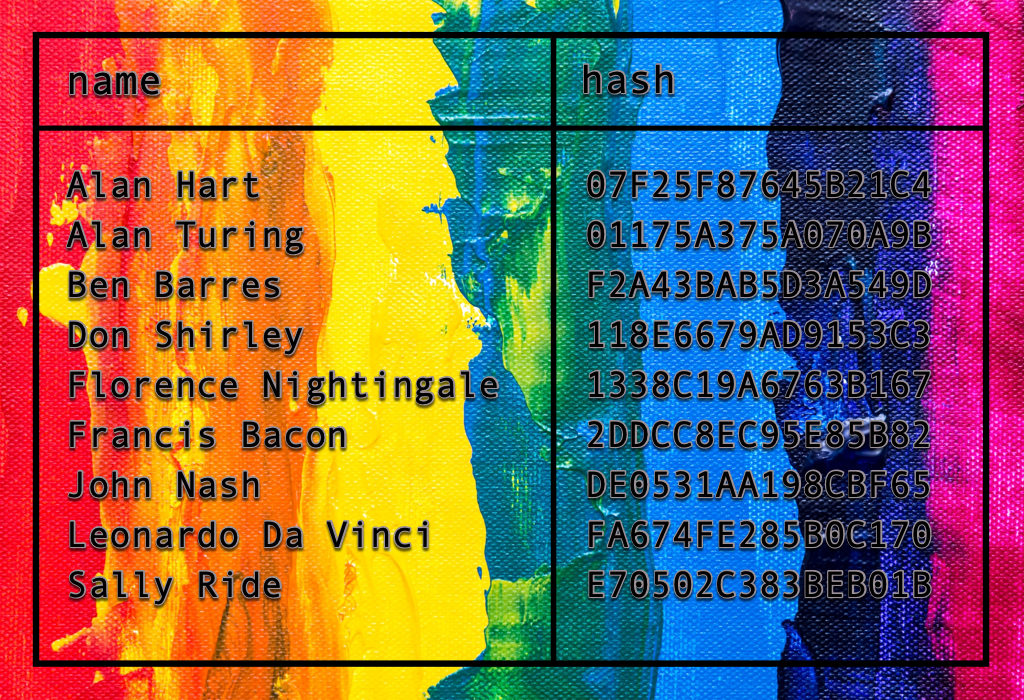 name hash
Alan Hart 07F25F87645B21C4
Alan Turing 01175A375A070A9B
Ben Barres F2A43BAB5D3A549D
Don Shirley 118E6679AD9153C3
Florence Nightingale 1338C19A6763B167
Francis Bacon 2DDCC8EC95E85B82
John Nash DE0531AA198CBF65
Leonardo Da Vinci FA674FE285B0C170
Sally Ride E70502C383BEB01B